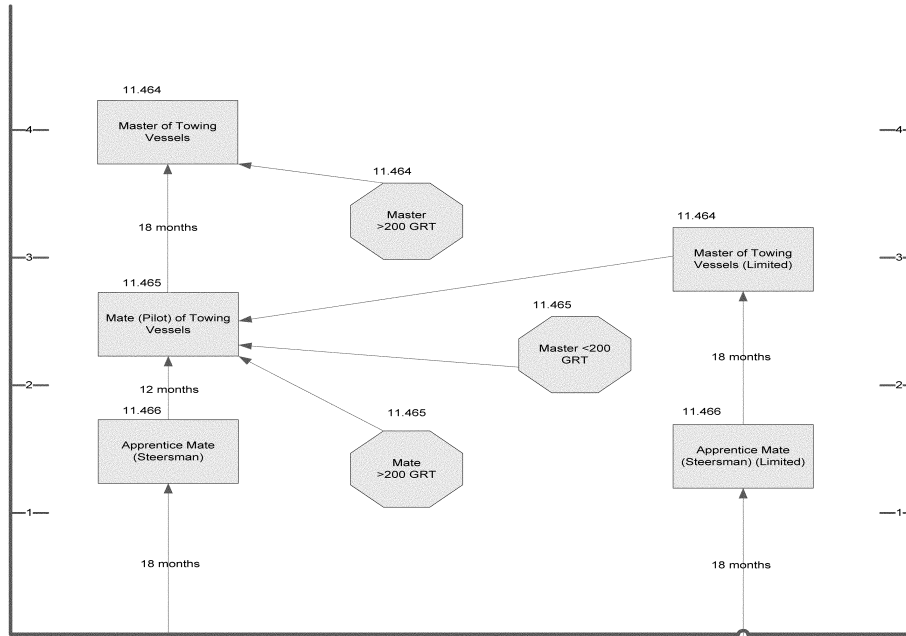 11.464
Master of Towing
Vessels
4
4
11.464
Master
>200 GRT
11.464
Master of Towing
Vessels (Limited)
18 months
3
3
11.465
Mate (Pilot) of Towing
Vessels
11.465
Master <200
GRT
18 months
12 months
2
2
11.466
Apprentice Mate
(Steersman)
11.465
Mate
>200 GRT
11.466
Apprentice Mate
(Steersman) (Limited)
1
1
18 months
18 months